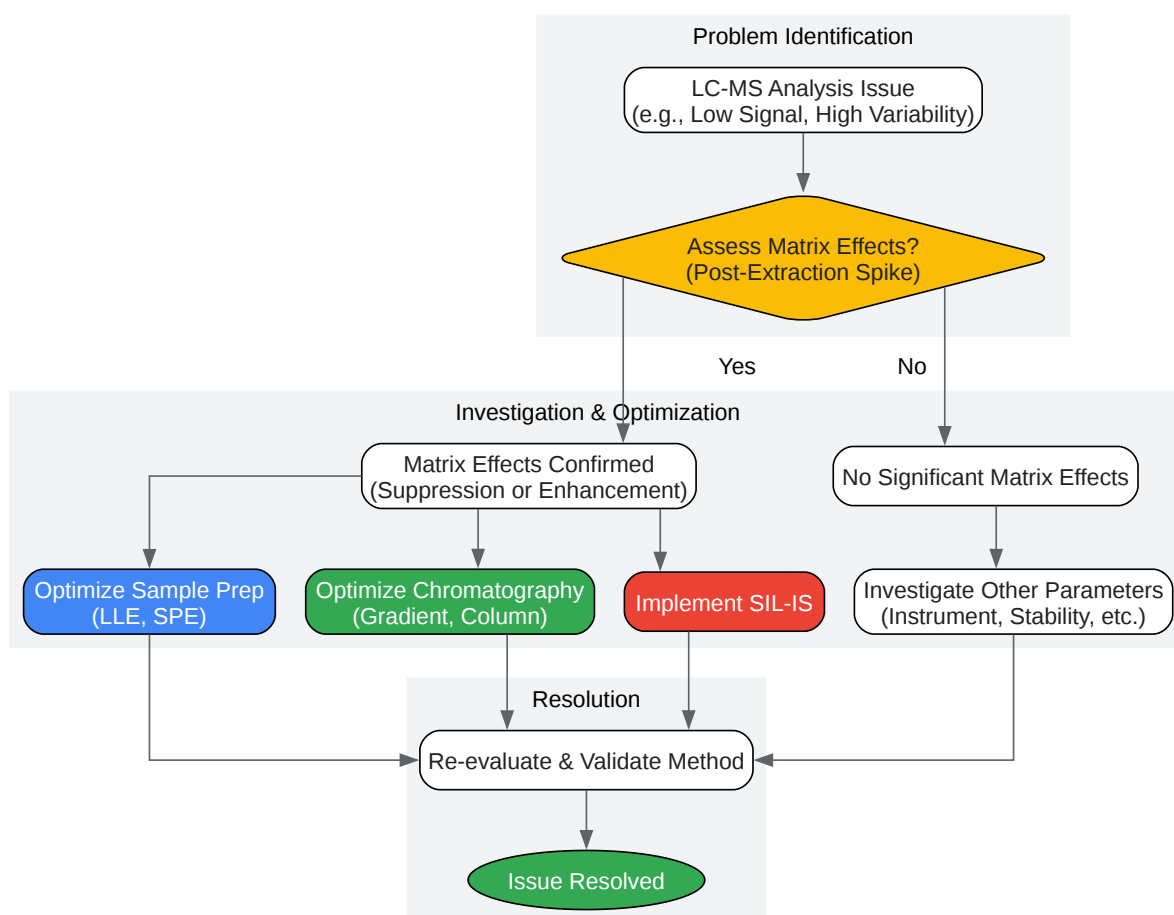 Problem Identification
LC-MS Analysis Issue
(e.g., Low Signal, High Variability)
Assess Matrix Effects?
(Post-Extraction Spike)
Yes
No
Investigation & Optimization
Matrix Effects Confirmed
(Suppression or Enhancement)
No Significant Matrix Effects
Optimize Sample Prep
(LLE, SPE)
Optimize Chromatography
(Gradient, Column)
Implement SIL-IS
Investigate Other Parameters
(Instrument, Stability, etc.)
Resolution
Re-evaluate & Validate Method
Issue Resolved